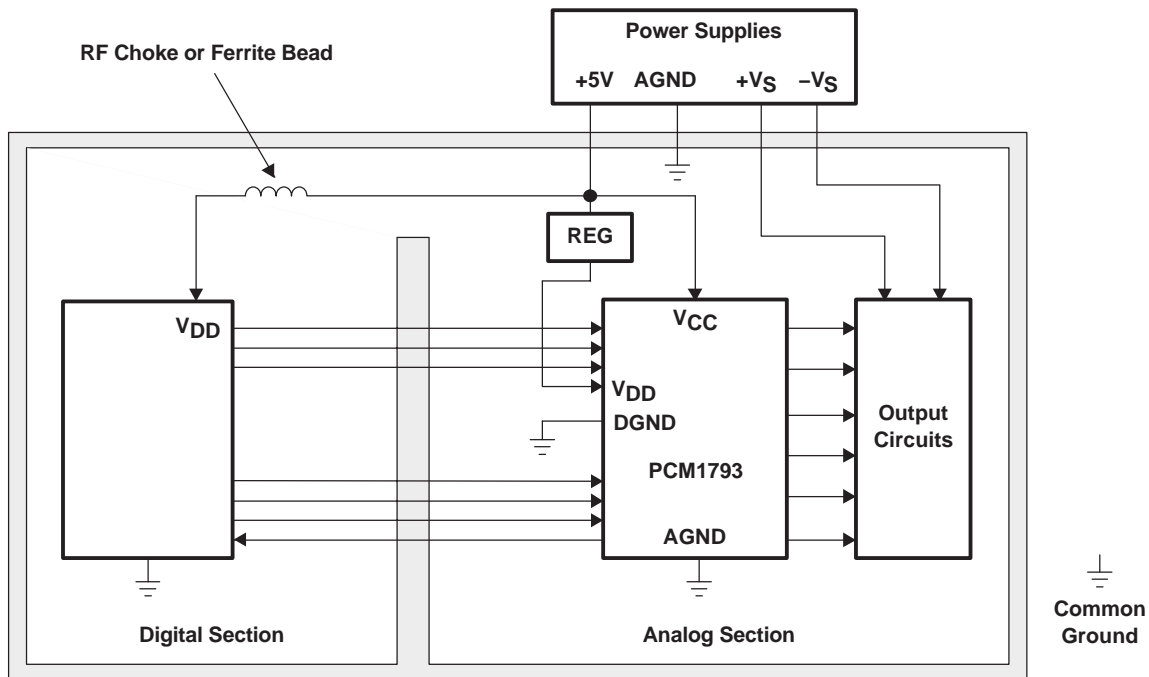 Power Supplies
RF Choke or Ferrite Bead
+5V AGND +VS –VS
REG
VDD
VCC
VDD
DGND
Output
Circuits
PCM1793
AGND
Common
Ground
Digital Section
Analog Section